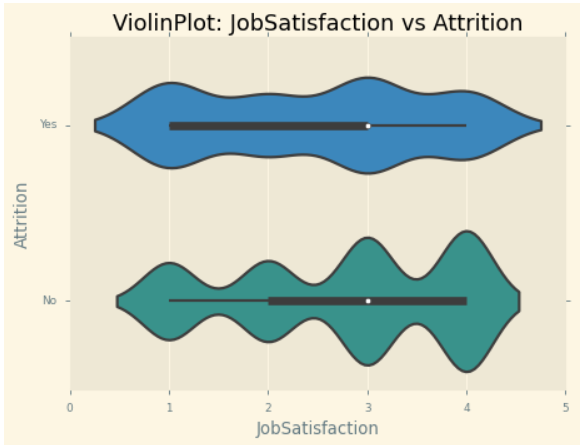 ViolinPlot: JobSatisfaction vs Attrition
Attrition
Yes
No
0 1 2 3 4 5
JobSatisfaction